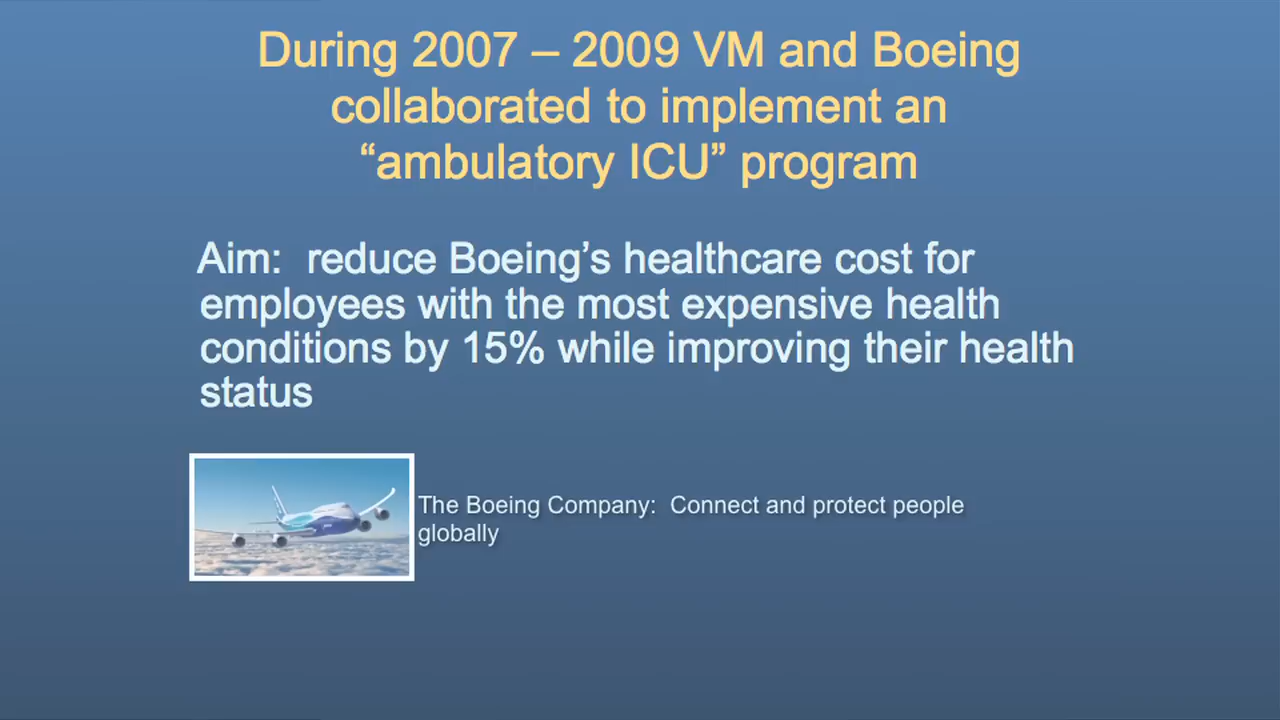 During 2007 – 2009 VM and Boeing
collaborated to implement an
“ambulatory ICU” program
Aim:  reduce Boeing’s healthcare cost for
employees with the most expensive health
conditions by 15% while improving their health
status
The Boeing Company:  Connect and protect people
globally